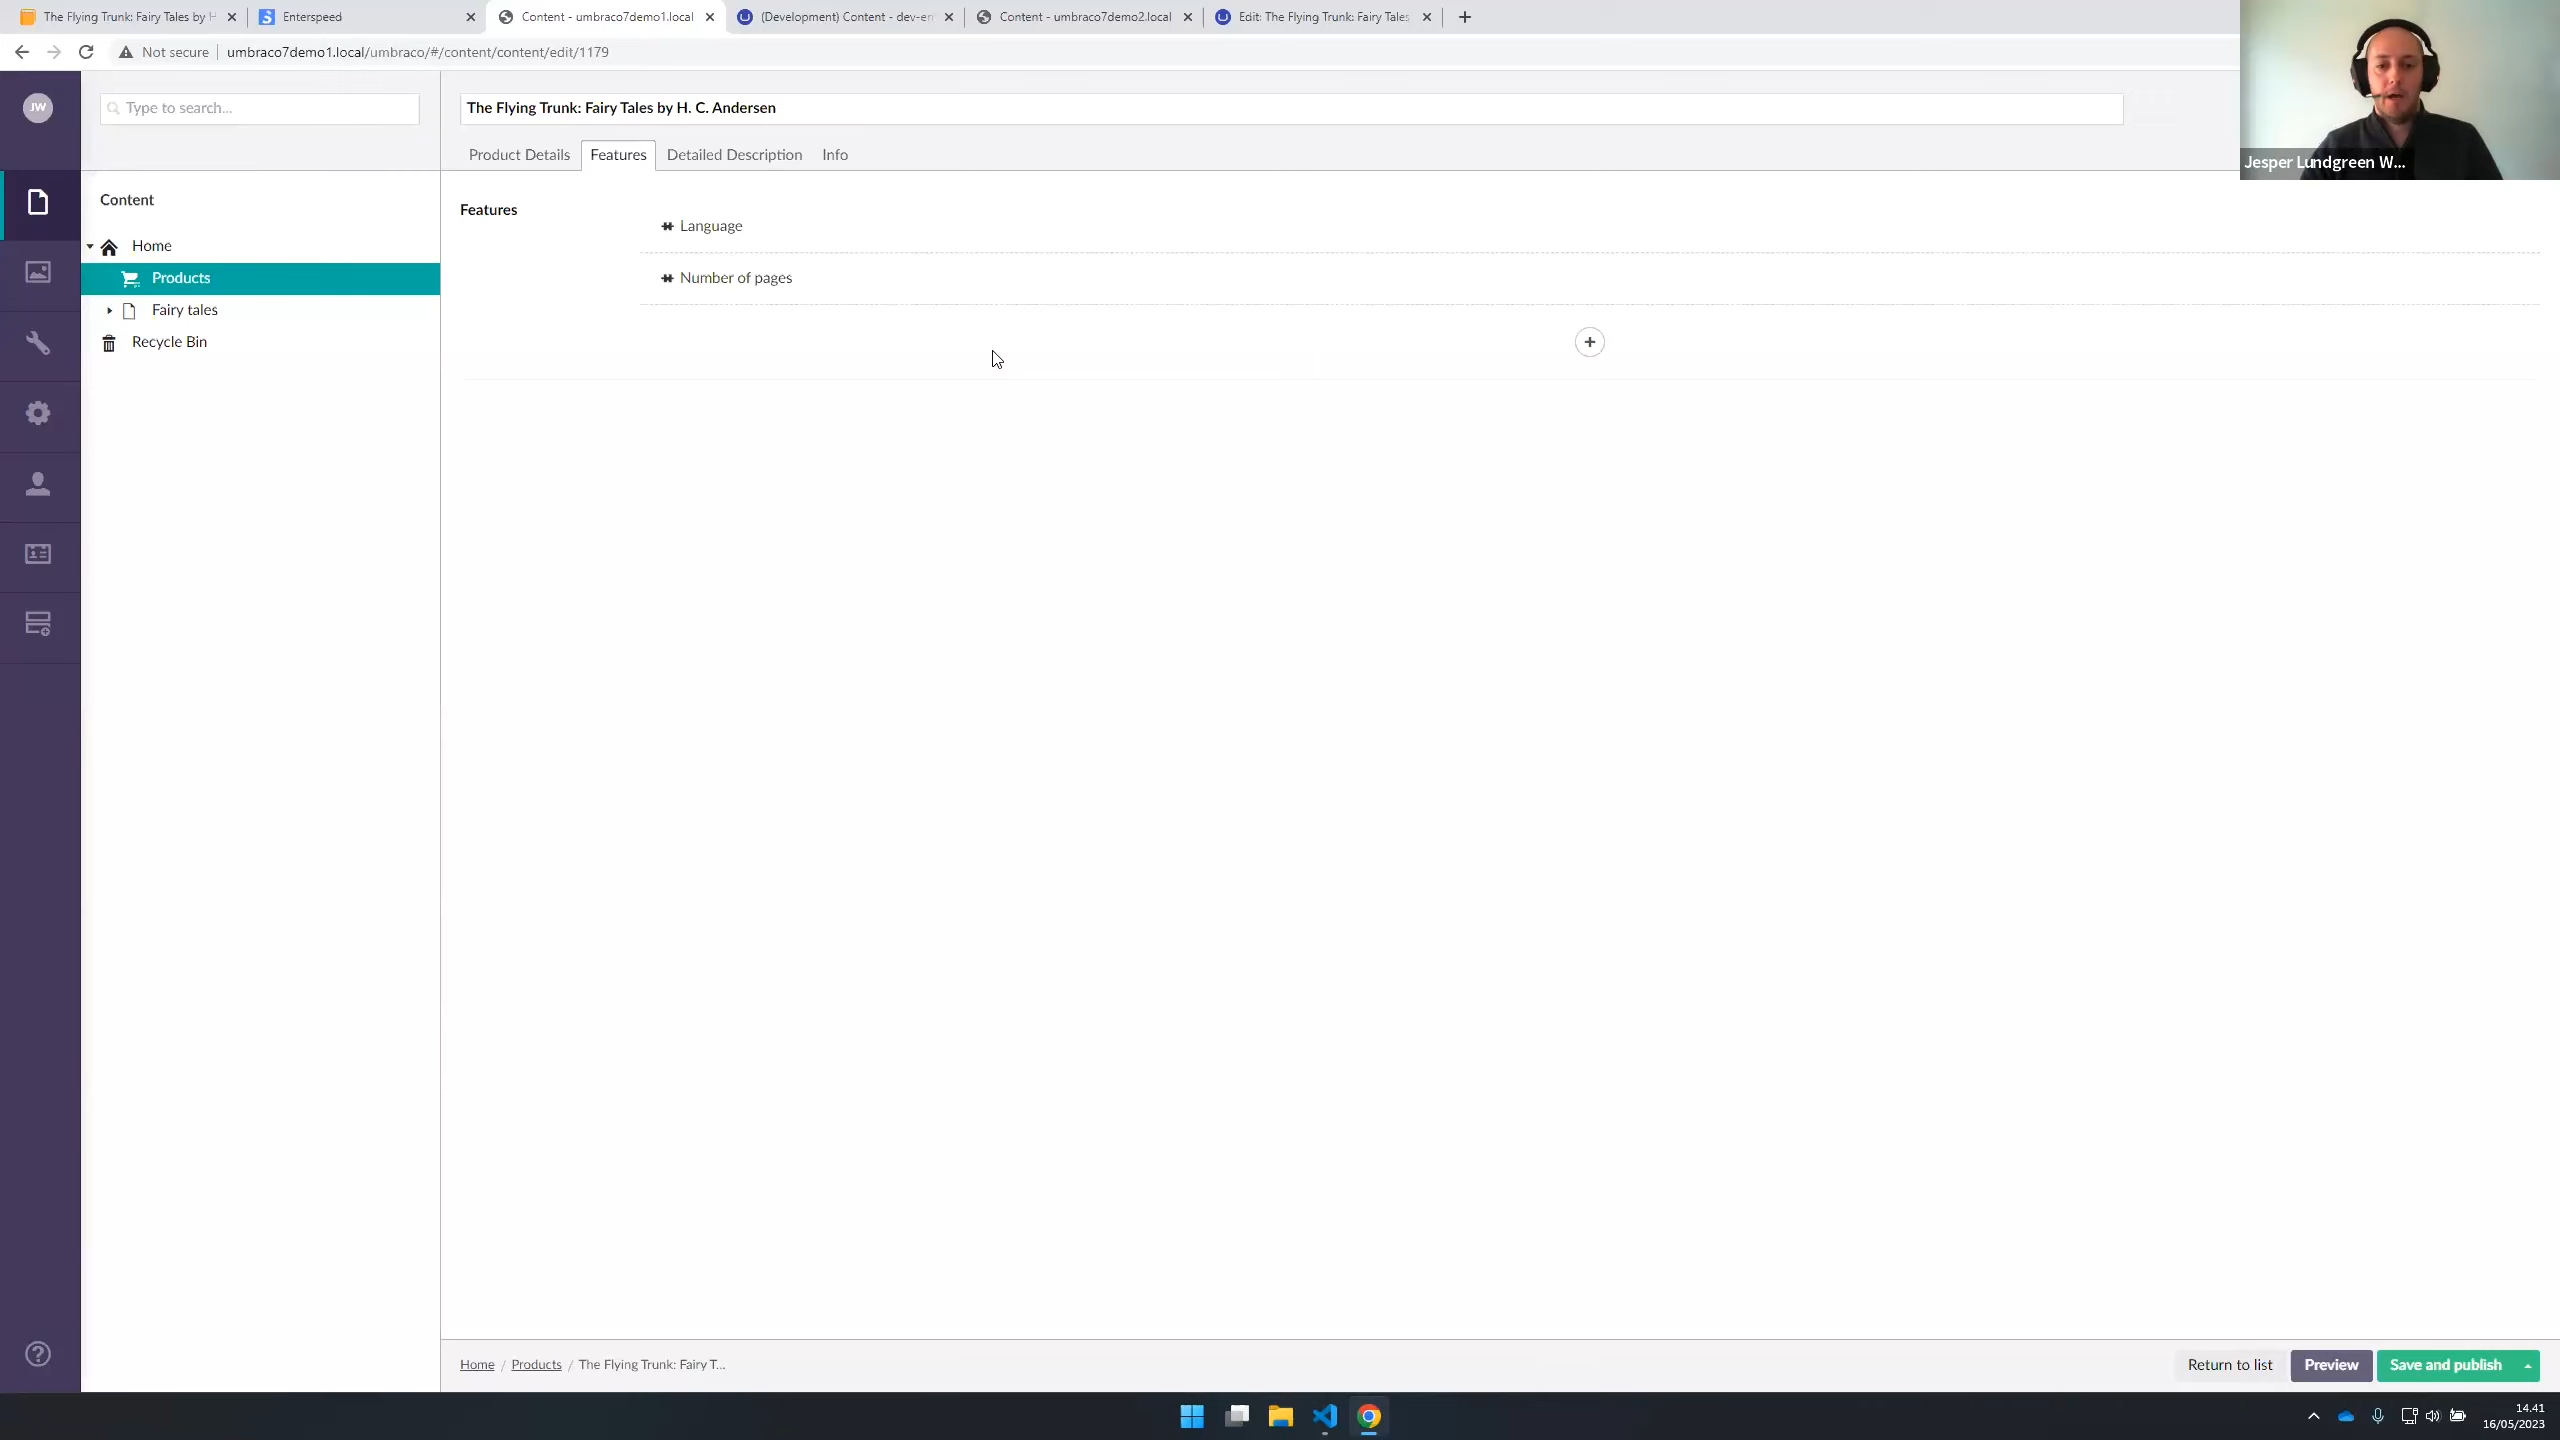 The Flying Trunk: Fairy Tales by H
Enterspeed
Content - umbraco7demo1.local
(Development) Content - dev-en
Content - umbraco7demo2.local
Edit: The Flying Trunk: Fairy Tales
Not secure
umbraco7demo1.local/umbraco/#/content/content/edit/1179
JW
Type to search...
The Flying Trunk: Fairy Tales by H. C. Andersen
Product Details
Features
Detailed Description
Info
Jesper Lundgreen W...
Content
Home
Products
Fairy tales
Recycle Bin
Features
Language
Number of pages
Home / Products / The Flying Trunk: Fairy T...
Return to list
Preview
Save and publish
14.41
16/05/2023